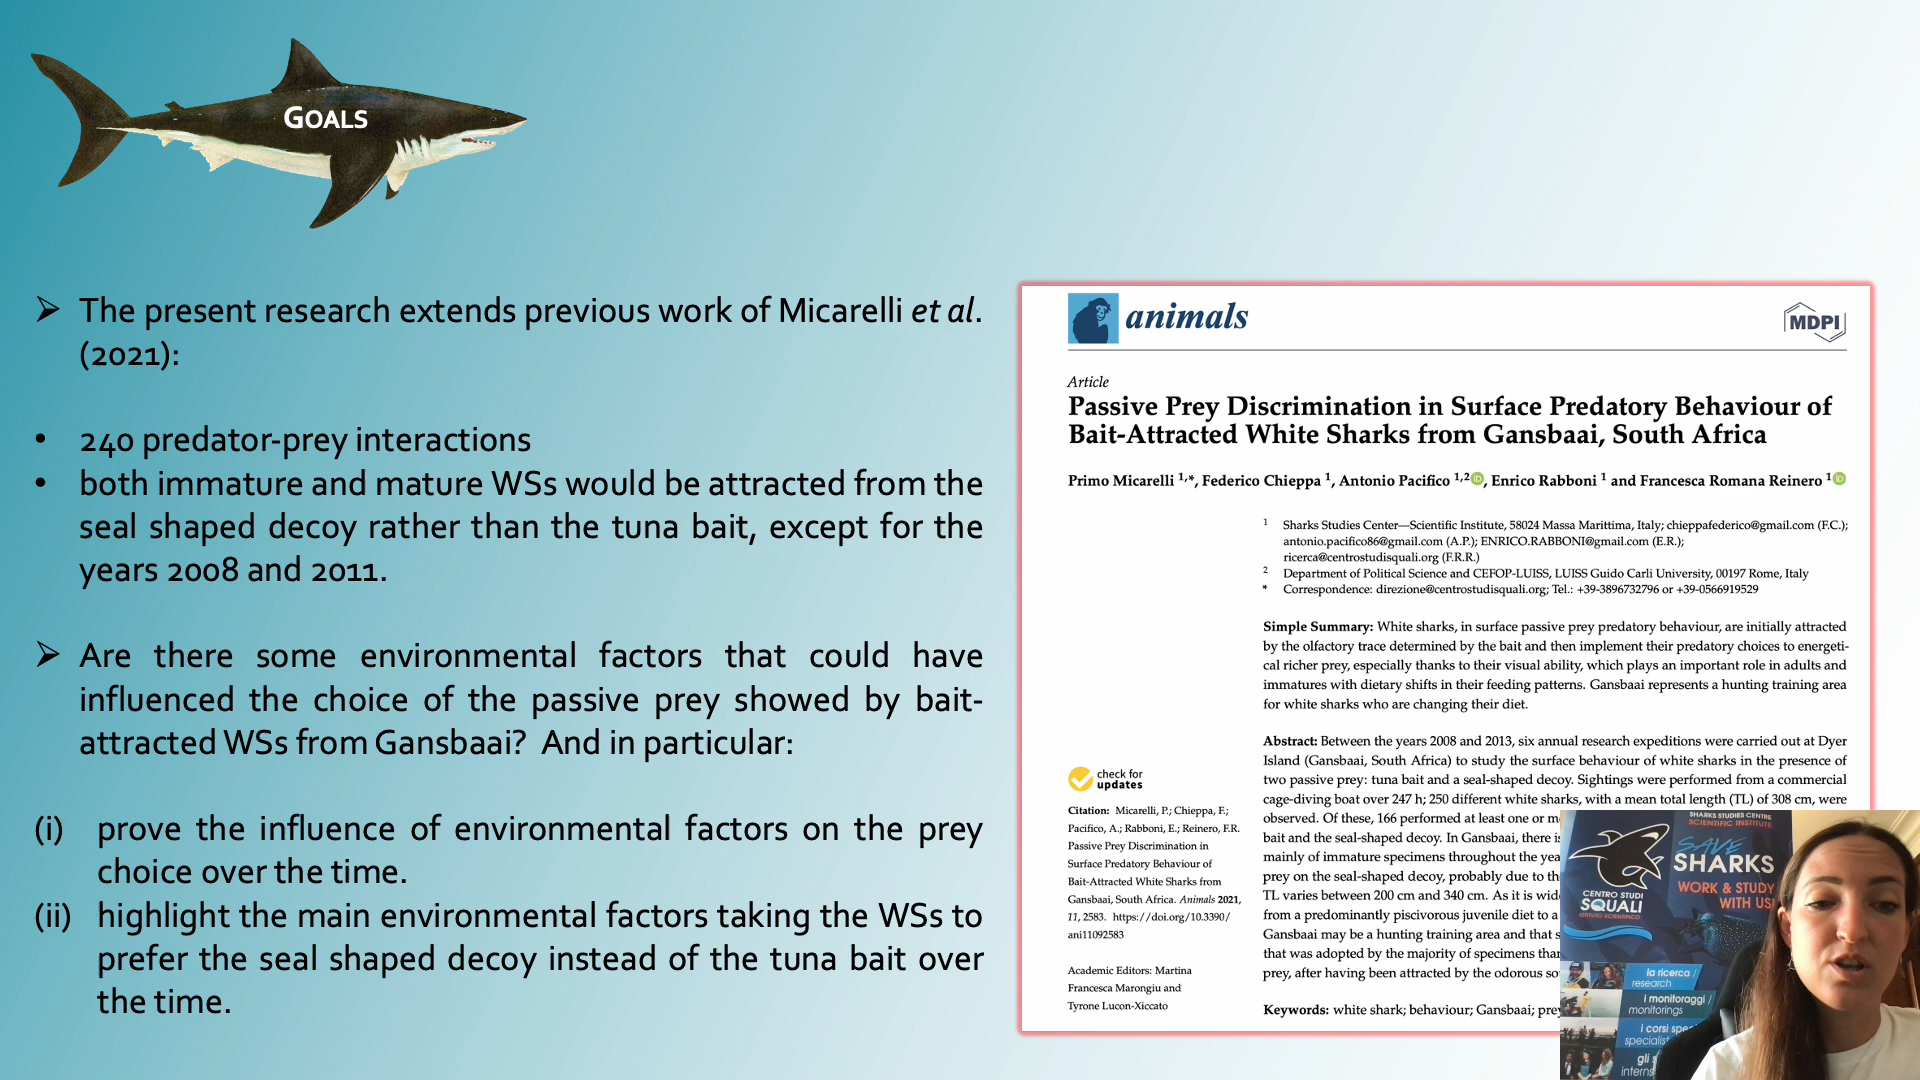 GOALS
➢ The present research extends previous work of Micarelli et al.
(2021):
• 240 predator-prey interactions
• both immature and mature WSs would be attracted from the
seal shaped decoy rather than the tuna bait, except for the
years 2008 and 2011.
➢ Are there some environmental factors that could have
influenced the choice of the passive prey showed by bait-
attracted WSs from Gansbaai? And in particular:
(i) prove the influence of environmental factors on the prey
choice over the time.
(ii) highlight the main environmental factors taking the WSs to
prefer the seal shaped decoy instead of the tuna bait over
the time.
animals
MDPI
Article
Passive Prey Discrimination in Surface Predatory Behaviour of
Bait-Attracted White Sharks from Gansbaai, South Africa
Primo Micarelli 1,*, Federico Chieppa 1, Antonio Pacifico 1,2 iD, Enrico Rabboni 1 and Francesca Romana Reinero 1 iD
1 Sharks Studies Center—Scientific Institute, 58024 Massa Marittima, Italy; chieppafederico@gmail.com (F.C.);
antonio.pacifico86@gmail.com (A.P.); ENRICO.RABBONI@gmail.com (E.R.);
ricerca@centrostudisquali.org (F.R.R.)
2 Department of Political Science and CEFOP-LUISS, LUISS Guido Carli University, 00197 Rome, Italy
* Correspondence: direzione@centrostudisquali.org; Tel.: +39-3896732796 or +39-0566919529
Simple Summary: White sharks, in surface passive prey predatory behaviour, are initially attracted
by the olfactory trace determined by the bait and then implement their predatory choices to energeti-
cal richer prey, especially thanks to their visual ability, which plays an important role in adults and
immatures with dietary shifts in their feeding patterns. Gansbaai represents a hunting training area
for white sharks who are changing their diet.
Abstract: Between the years 2008 and 2013, six annual research expeditions were carried out at Dyer
Island (Gansbaai, South Africa) to study the surface behaviour of white sharks in the presence of
two passive prey: tuna bait and a seal-shaped decoy. Sightings were performed from a commercial
cage-diving boat over 247 h; 250 different white sharks, with a mean total length (TL) of 308 cm, were
observed. Of these, 166 performed at least one or
bait and the seal-shaped decoy. In Gansbaai, there
mainly of immature specimens throughout the
prey on the seal-shaped decoy, probably due to
TL varies between 200 cm and 340 cm. As it is
from a predominantly piscivorous juvenile diet to a
Gansbaai may be a hunting training area and that
that was adopted by the majority of specimens
prey, after having been attracted by the odorous
Keywords: white shark; behaviour; Gansbaai;
check for
updates
Citation: Micarelli, P.; Chieppa, F.;
Pacifico, A.; Rabboni, E.; Reinero, F.R.
Passive Prey Discrimination in
Surface Predatory Behaviour of
Bait-Attracted White Sharks from
Gansbaai, South Africa. Animals 2021,
11, 2583. https://doi.org/10.3390/
ani11092583
Academic Editors: Martina
Francesca Marongiu and
Tyrone Lucon-Xiccato
SHARKS STUDIES CENTRE
SCIENTIFIC INSTITUTE
SAVE
SHARKS
WORK & STUDY
WITH US!
CENTRO STUDI
SQUALI
ISTITUTO SCIENTIFICO
la ricerca /
research
i monitoraggi /
monitorings
i corsi